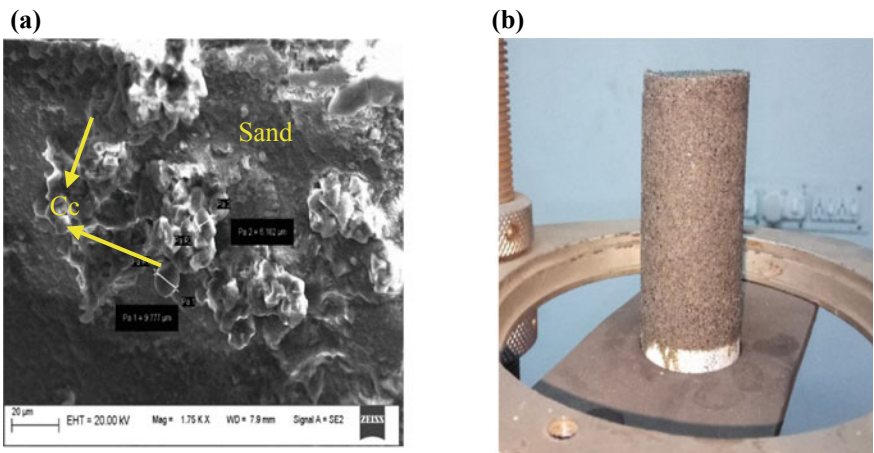 (a)
(b)
Sand
Cc
Pa 2 = 6.162 µm
Pa 1 = 9.777 µm
20 µm
EHT = 20.00 kV
Mag = 1.75 K X
WD = 7.9 mm
Signal A = SE2
ZEISS